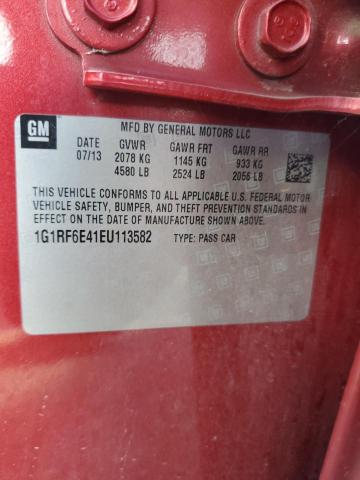 GM
MFD BY GENERAL MOTORS LLC
DATE GVWR GAWR FRT GAWR RR
07/13 2078 KG 1145 KG 933 KG
4580 LB 2524 LB 2056 LB
THIS VEHICLE CONFORMS TO ALL APPLICABLE U.S. FEDERAL MOTOR
VEHICLE SAFETY, BUMPER, AND THEFT PREVENTION STANDARDS IN
EFFECT ON THE DATE OF MANUFACTURE SHOWN ABOVE.
1G1RF6E41EU113582 TYPE: PASS CAR